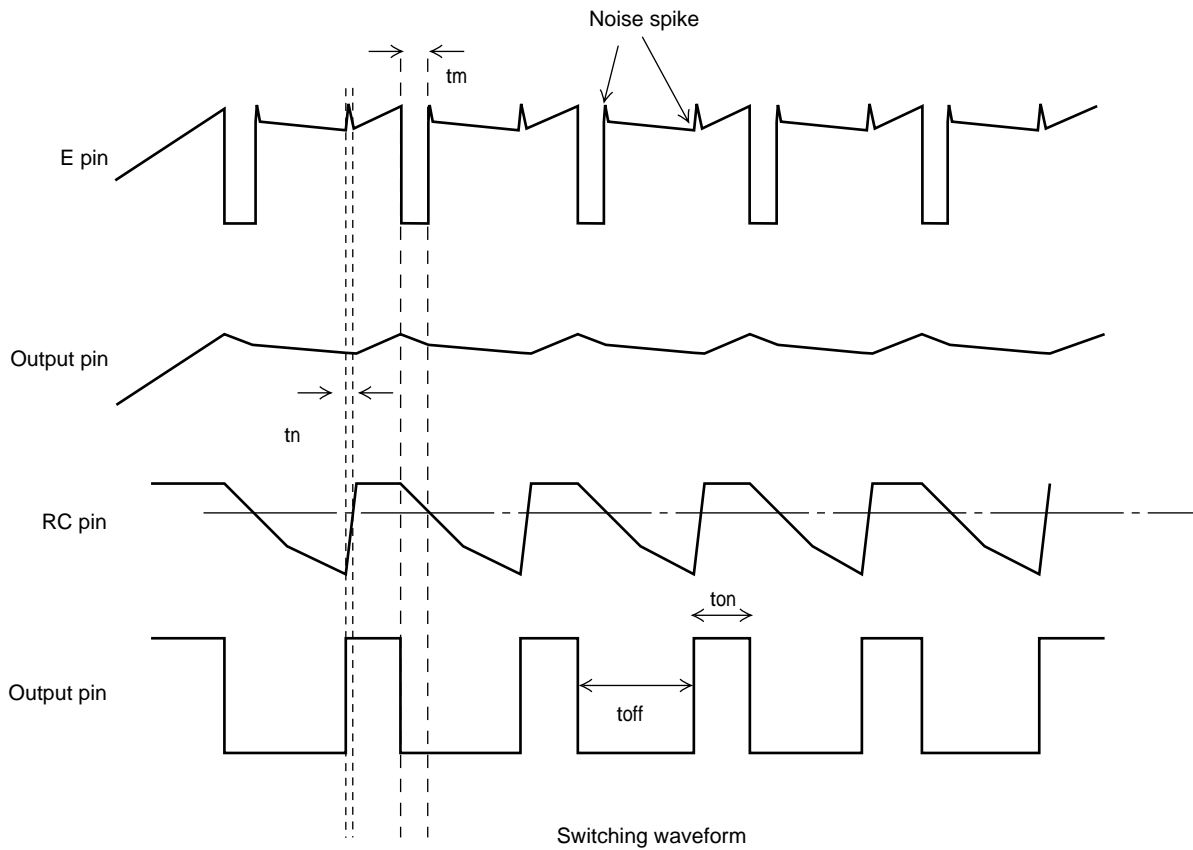 Noise spike
tm
E pin
Output pin
tn
RC pin
ton
Output pin
toff
Switching waveform